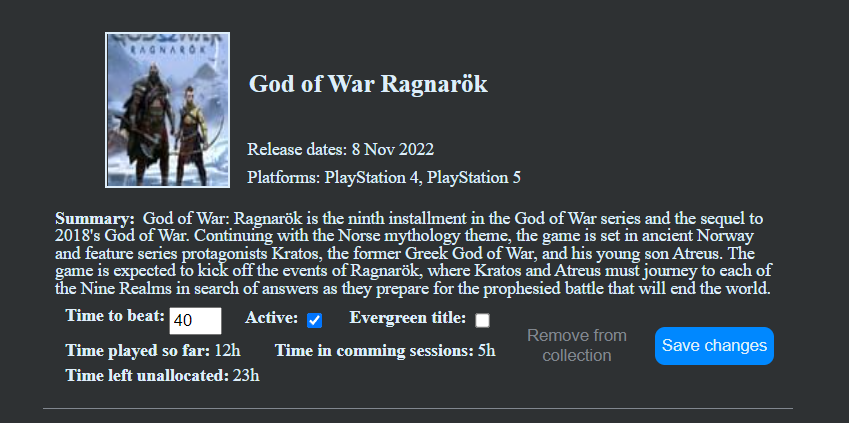 GOD OF WAR
RAGNARÖK
God of War Ragnarök
Release dates: 8 Nov 2022
Platforms: PlayStation 4, PlayStation 5
Summary: God of War: Ragnarök is the ninth installment in the God of War series and the sequel to
2018's God of War. Continuing with the Norse mythology theme, the game is set in ancient Norway
and feature series protagonists Kratos, the former Greek God of War, and his young son Atreus. The
game is expected to kick off the events of Ragnarök, where Kratos and Atreus must journey to each of
the Nine Realms in search of answers as they prepare for the prophesied battle that will end the world.
Time to beat: 40 Active: Evergreen title:
Time played so far: 12h Time in comming sessions: 5h
Time left unallocated: 23h
Remove from
collection
Save changes